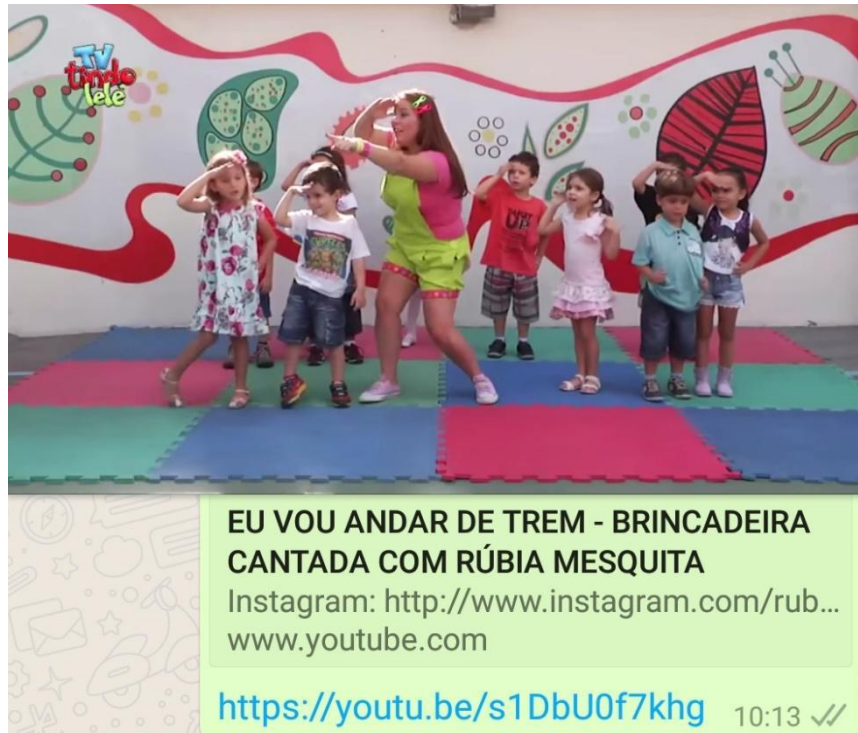 TV
tindo
lelê
EU VOU ANDAR DE TREM - BRINCADEIRA
CANTADA COM RÚBIA MESQUITA
Instagram: http://www.instagram.com/rub...
www.youtube.com
https://youtu.be/s1DbU0f7khg 10:13